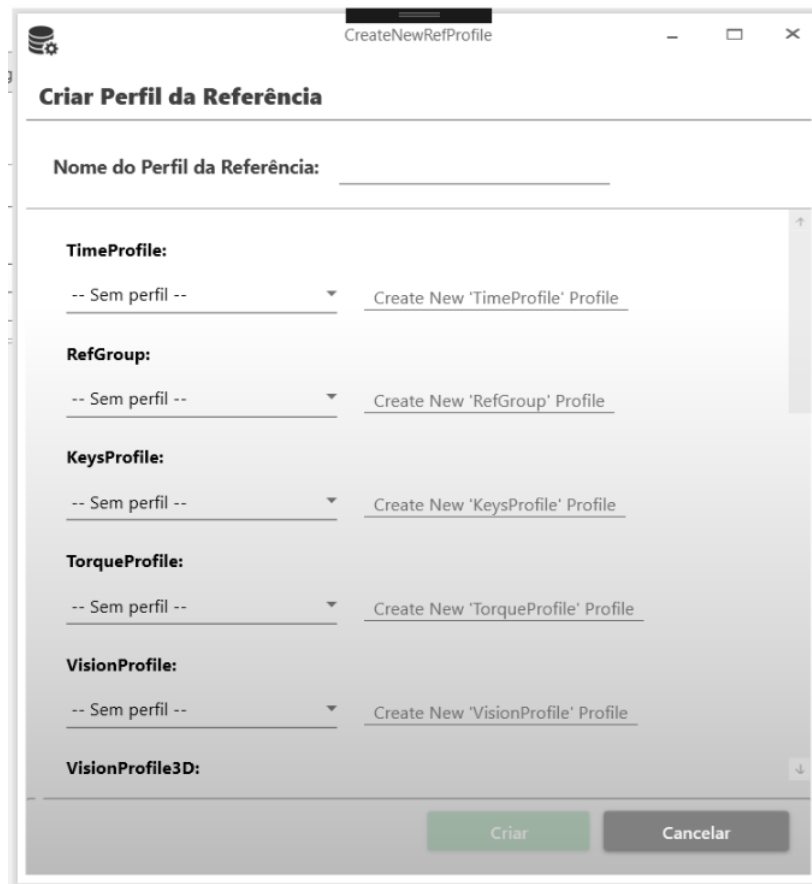 CreateNewRefProfile
Criar Perfil da Referência
Nome do Perfil da Referência:
TimeProfile:
-- Sem perfil -- Create New 'TimeProfile' Profile
RefGroup:
-- Sem perfil -- Create New 'RefGroup' Profile
KeysProfile:
-- Sem perfil -- Create New 'KeysProfile' Profile
TorqueProfile:
-- Sem perfil -- Create New 'TorqueProfile' Profile
VisionProfile:
-- Sem perfil -- Create New 'VisionProfile' Profile
VisionProfile3D:
Criar Cancelar